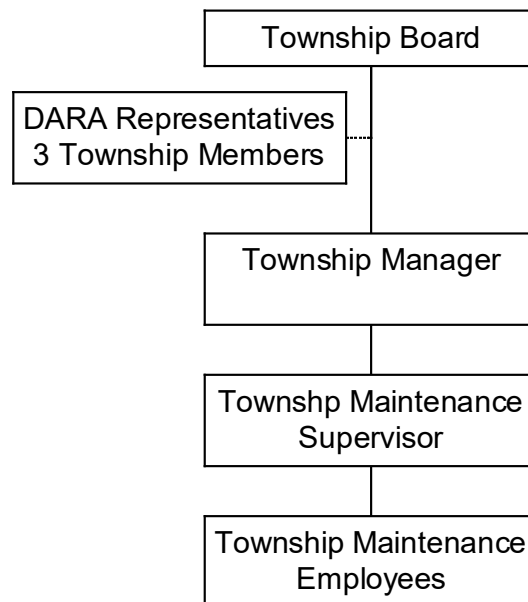 Township Board
DARA Representatives
3 Township Members
Township Manager
Townshp Maintenance
Supervisor
Township Maintenance
Employees